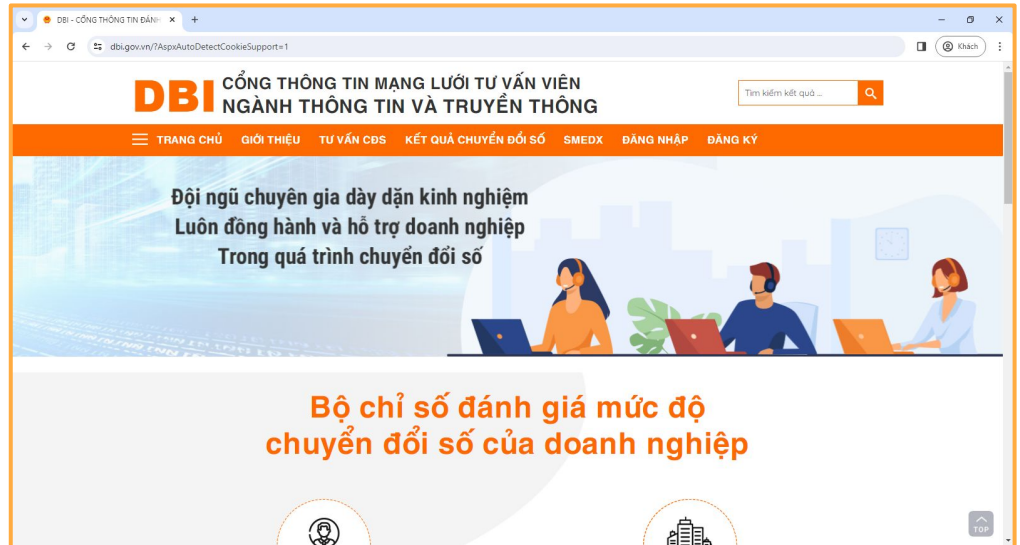 DBI - CỔNG THÔNG TIN ĐÁNH
dbi.gov.vn/?AspxAutoDetectCookieSupport=1
Khách
DBI
CỔNG THÔNG TIN MẠNG LƯỚI TƯ VẤN VIÊN
NGÀNH THÔNG TIN VÀ TRUYỀN THÔNG
Tìm kiếm kết quả ...
TRANG CHỦ GIỚI THIỆU TƯ VẤN CĐS KẾT QUẢ CHUYỂN ĐỔI SỐ SMEDX ĐĂNG NHẬP ĐĂNG KÝ
Đội ngũ chuyên gia dày dặn kinh nghiệm
Luôn đồng hành và hỗ trợ doanh nghiệp
Trong quá trình chuyển đổi số
Bộ chỉ số đánh giá mức độ
chuyển đổi số của doanh nghiệp
TOP